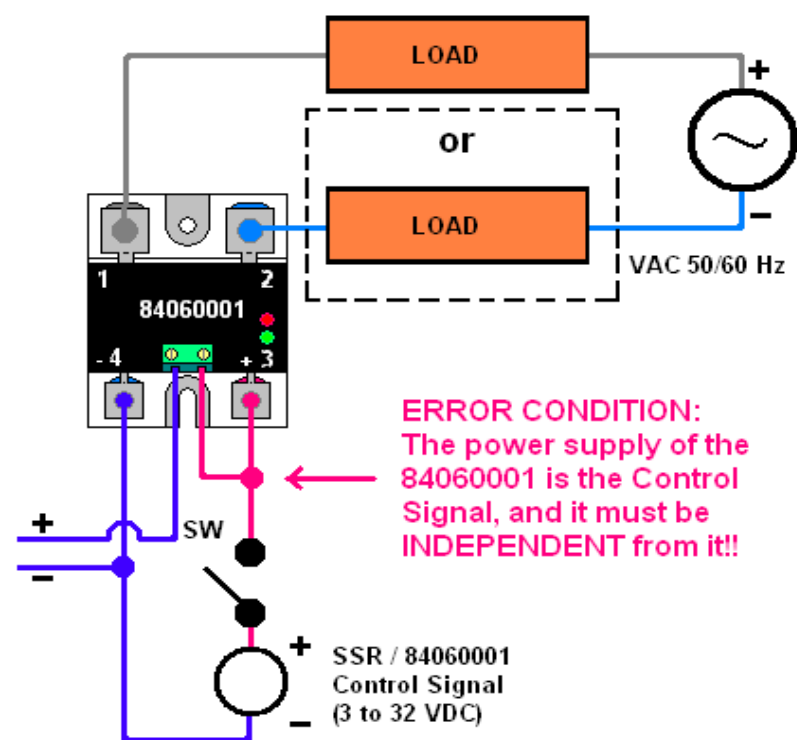 LOAD
+
or
LOAD
−
VAC 50/60 Hz
1 2
84060001
- 4 + 3
ERROR CONDITION:
The power supply of the
84060001 is the Control
Signal, and it must be
INDEPENDENT from it!!
+
SW
−
+
SSR / 84060001
Control Signal
(3 to 32 VDC)
−